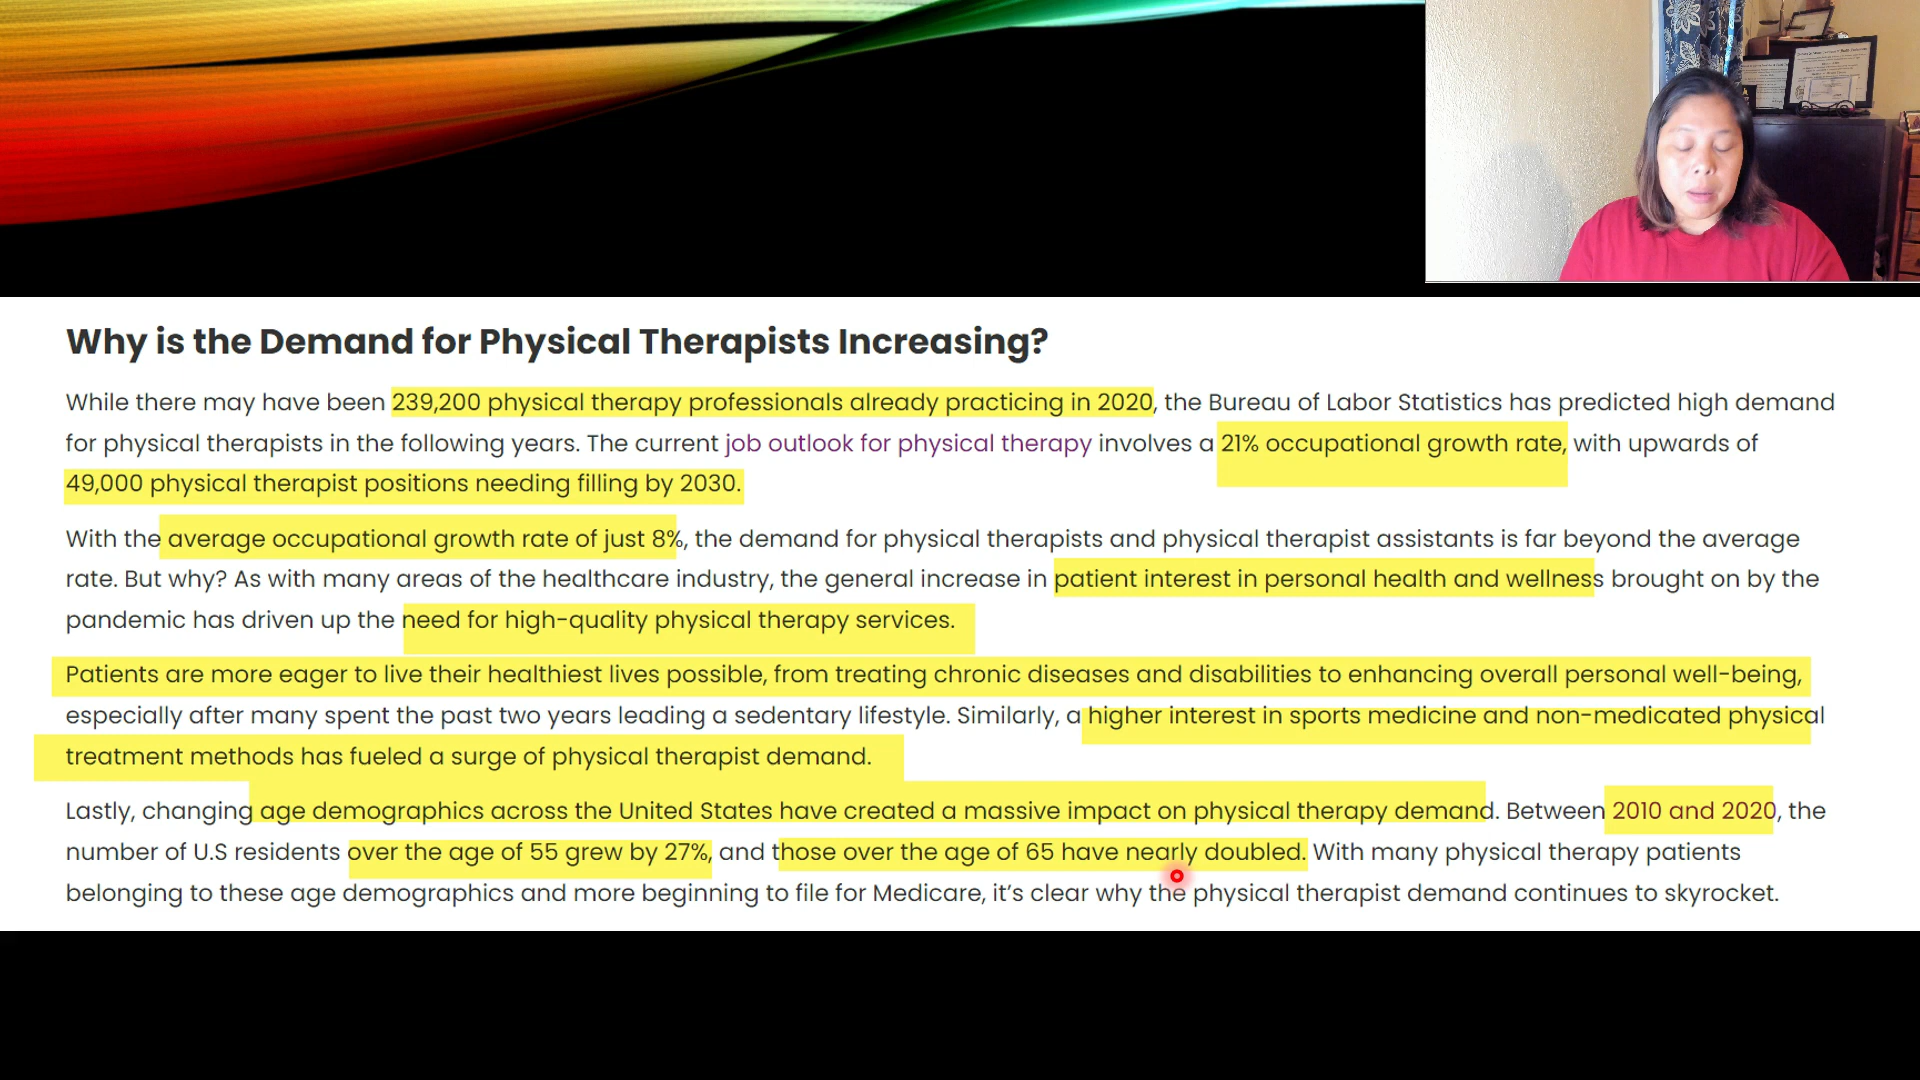 Why is the Demand for Physical Therapists Increasing?
While there may have been 239,200 physical therapy professionals already practicing in 2020, the Bureau of Labor Statistics has predicted high demand
for physical therapists in the following years. The current job outlook for physical therapy involves a 21% occupational growth rate, with upwards of
49,000 physical therapist positions needing filling by 2030.
With the average occupational growth rate of just 8%, the demand for physical therapists and physical therapist assistants is far beyond the average
rate. But why? As with many areas of the healthcare industry, the general increase in patient interest in personal health and wellness brought on by the
pandemic has driven up the need for high-quality physical therapy services.
Patients are more eager to live their healthiest lives possible, from treating chronic diseases and disabilities to enhancing overall personal well-being,
especially after many spent the past two years leading a sedentary lifestyle. Similarly, a higher interest in sports medicine and non-medicated physical
treatment methods has fueled a surge of physical therapist demand.
Lastly, changing age demographics across the United States have created a massive impact on physical therapy demand. Between 2010 and 2020, the
number of U.S residents over the age of 55 grew by 27%, and those over the age of 65 have nearly doubled. With many physical therapy patients
belonging to these age demographics and more beginning to file for Medicare, it’s clear why the physical therapist demand continues to skyrocket.